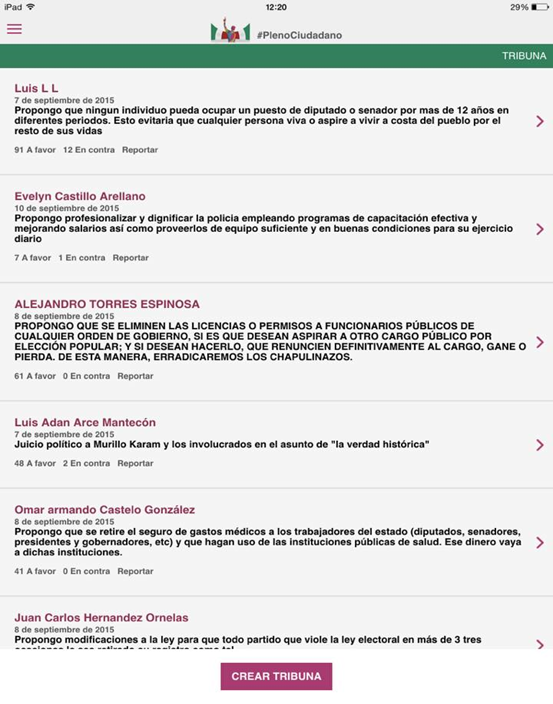 iPad 12:20 29%
#PlenoCiudadano
TRIBUNA
Luis L L
7 de septiembre de 2015
Propongo que ningun individuo pueda ocupar un puesto de diputado o senador por mas de 12 años en
diferentes periodos. Esto evitaria que cualquier persona viva o aspire a vivir a costa del pueblo por el
resto de sus vidas
91 A favor 12 En contra Reportar
Evelyn Castillo Arellano
10 de septiembre de 2015
Propongo profesionalizar y dignificar la policia empleando programas de capacitación efectiva y
mejorando salarios así como proveerlos de equipo suficiente y en buenas condiciones para su ejercicio
diario
7 A favor 1 En contra Reportar
ALEJANDRO TORRES ESPINOSA
8 de septiembre de 2015
PROPONGO QUE SE ELIMINEN LAS LICENCIAS O PERMISOS A FUNCIONARIOS PÚBLICOS DE
CUALQUIER ORDEN DE GOBIERNO, SI ES QUE DESEAN ASPIRAR A OTRO CARGO PÚBLICO POR
ELECCIÓN POPULAR; Y SI DESEAN HACERLO, QUE RENUNCIEN DEFINITIVAMENTE AL CARGO, GANE O
PIERDA. DE ESTA MANERA, ERRADICAREMOS LOS CHAPULINAZOS.
61 A favor 0 En contra Reportar
Luis Adan Arce Mantecón
7 de septiembre de 2015
Juicio político a Murillo Karam y los involucrados en el asunto de "la verdad histórica"
48 A favor 2 En contra Reportar
Omar armando Castelo González
8 de septiembre de 2015
Propongo que se retire el seguro de gastos médicos a los trabajadores del estado (diputados, senadores,
presidentes y gobernadores, etc) y que hagan uso de las instituciones públicas de salud. Ese dinero vaya
a dichas instituciones.
41 A favor 0 En contra Reportar
Juan Carlos Hernandez Ornelas
8 de septiembre de 2015
Propongo modificaciones a la ley para que todo partido que viole la ley electoral en más de 3 tres
CREAR TRIBUNA